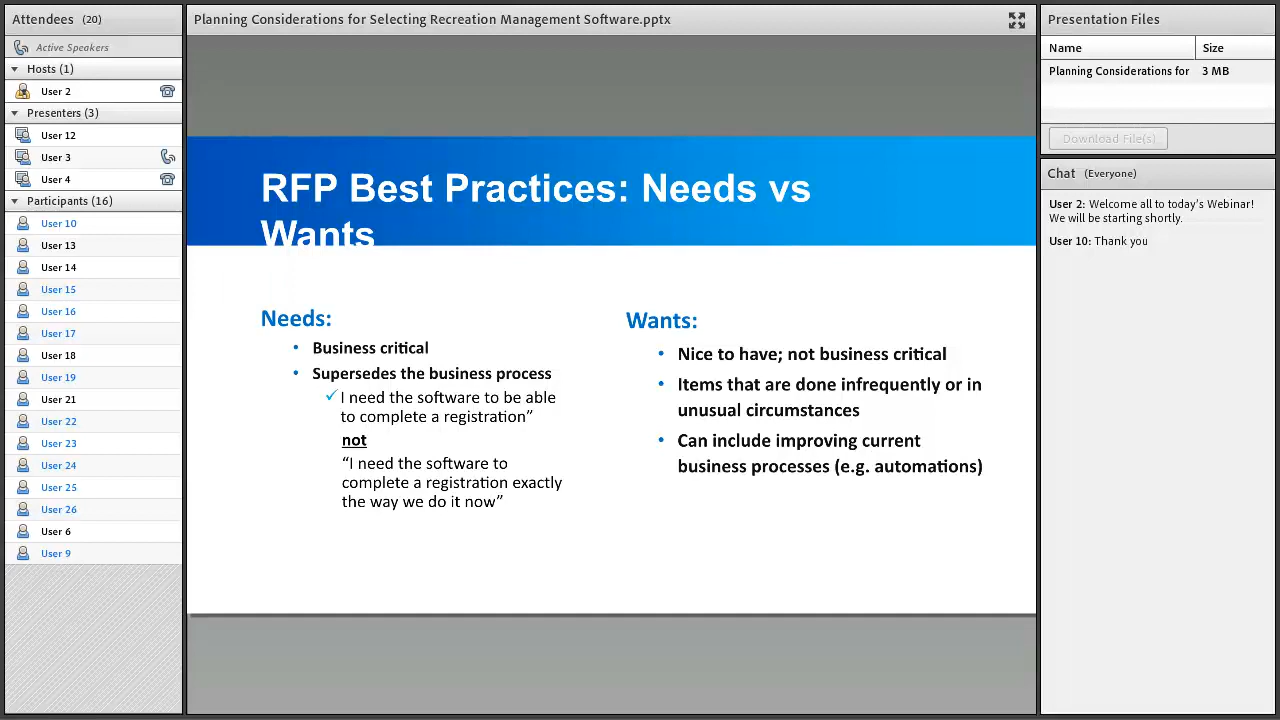 Attendees (20)
Active Speakers
Hosts (1)
User 2
Presenters (3)
User 12
User 3
User 4
Participants (16)
User 10
User 13
User 14
User 15
User 16
User 17
User 18
User 19
User 21
User 22
User 23
User 24
User 25
User 26
User 6
User 9
Planning Considerations for Selecting Recreation Management Software.pptx
RFP Best Practices: Needs vs
Wants
Needs:
• Business critical
• Supersedes the business process
✓I need the software to be able
to complete a registration”
not
“I need the software to
complete a registration exactly
the way we do it now”
Wants:
• Nice to have; not business critical
• Items that are done infrequently or in
unusual circumstances
• Can include improving current
business processes (e.g. automations)
Presentation Files
Name Size
Planning Considerations for 3 MB
Download File(s)
Chat (Everyone)
User 2: Welcome all to today's Webinar!
We will be starting shortly.
User 10: Thank you